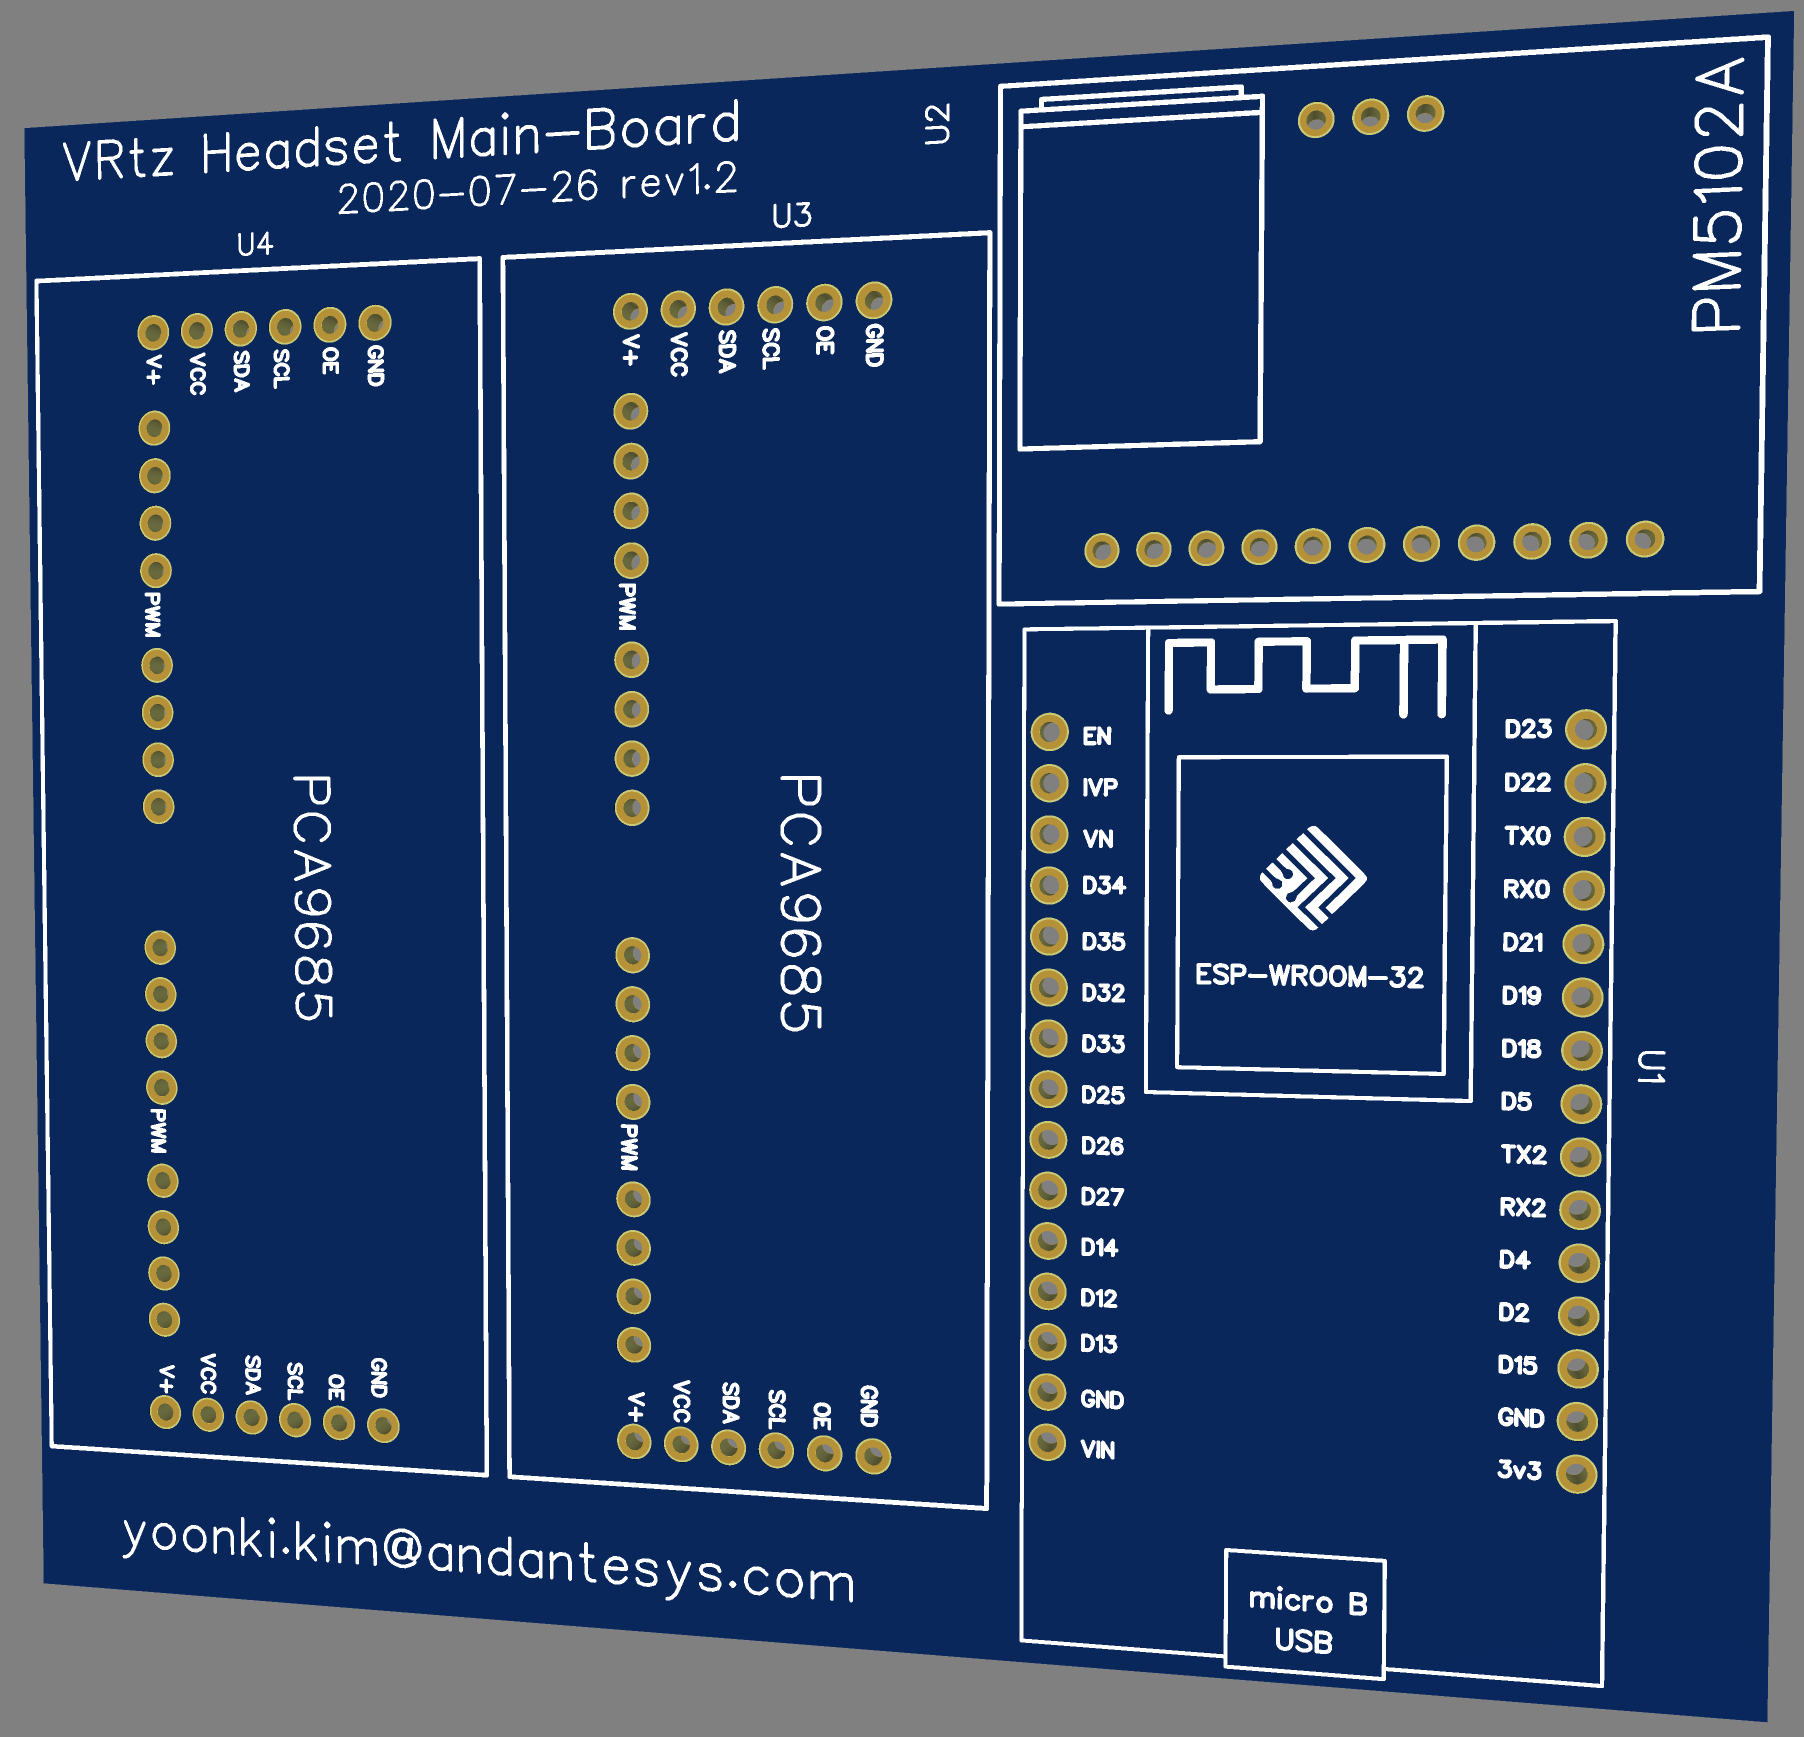 VRtz Headset Main-Board
2020-07-26 rev1.2
U4
V+ VCC SDA SCL OE GND
PWM
PCA9685
PWM
V+ VCC SDA SCL OE GND
U3
V+ VCC SDA SCL OE GND
PWM
PCA9685
PWM
V+ VCC SDA SCL OE GND
U2
PM5102A
EN
IVP
VN
D34
D35
D32
D33
D25
D26
D27
D14
D12
D13
GND
VIN
ESP-WROOM-32
D23
D22
TX0
RX0
D21
D19
D18
D5
TX2
RX2
D4
D2
D15
GND
3v3
U1
micro B
USB
yoonki.kim@andantesys.com